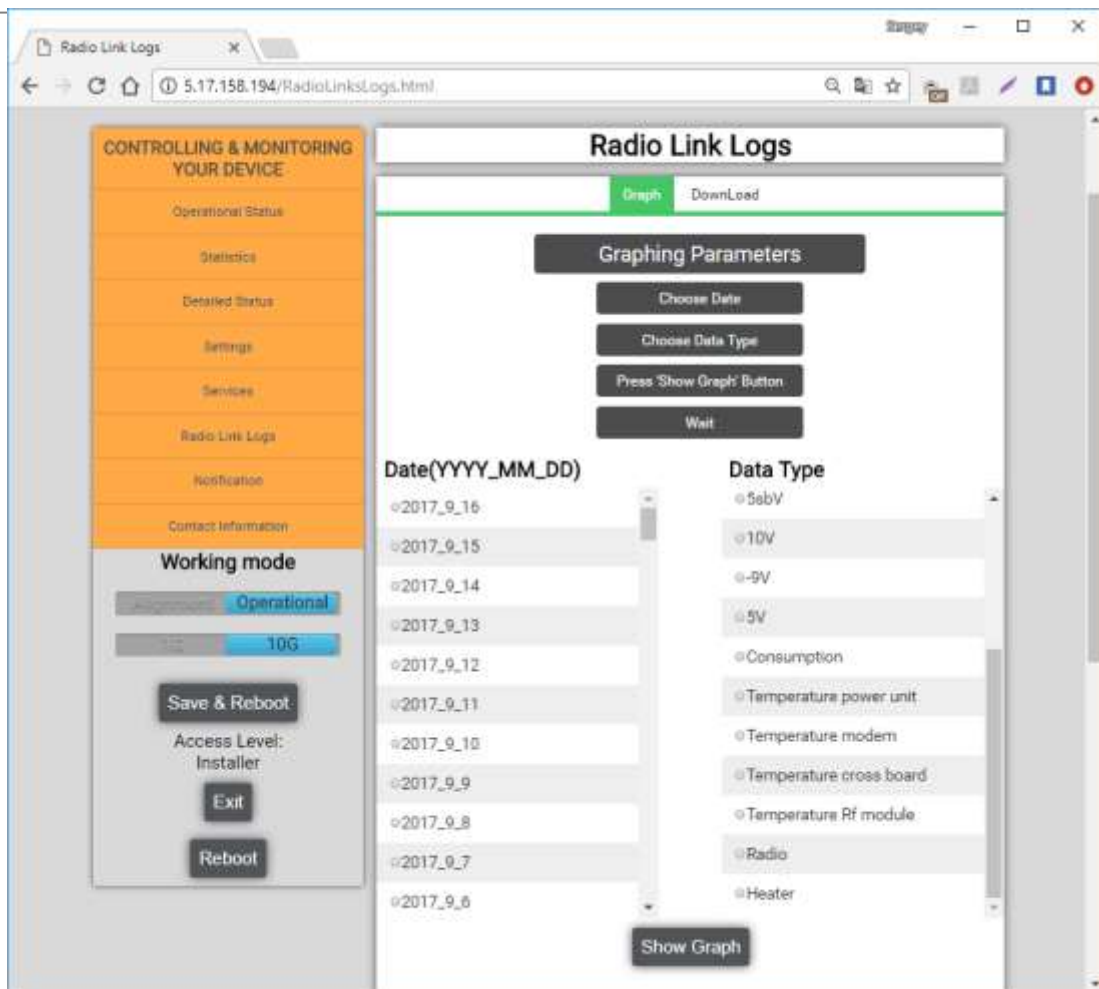 Radio Link Logs
5.17.158.194/RadioLinksLogs.html
CONTROLLING & MONITORING
YOUR DEVICE
Operational Status
Statistics
Detailed Status
Settings
Services
Radio Link Logs
Notification
Contact Information
Working mode
Operational
10G
Save & Reboot
Access Level:
Installer
Exit
Reboot
Radio Link Logs
Graph DownLoad
Graphing Parameters
Choose Date
Choose Data Type
Press 'Show Graph' Button
Wait
Date(YYYY_MM_DD)
2017_9_16
2017_9_15
2017_9_14
2017_9_13
2017_9_12
2017_9_11
2017_9_10
2017_9_9
2017_9_8
2017_9_7
2017_9_6
Data Type
5sbV
10V
-9V
5V
Consumption
Temperature power unit
Temperature modem
Temperature cross board
Temperature Rf module
Radio
Heater
Show Graph